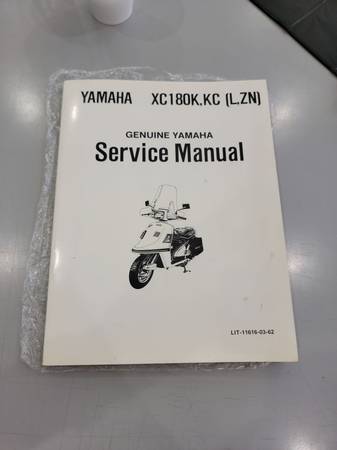 YAMAHA XC180K,KC (L,ZN)
GENUINE YAMAHA
Service Manual
LIT-11616-03-62